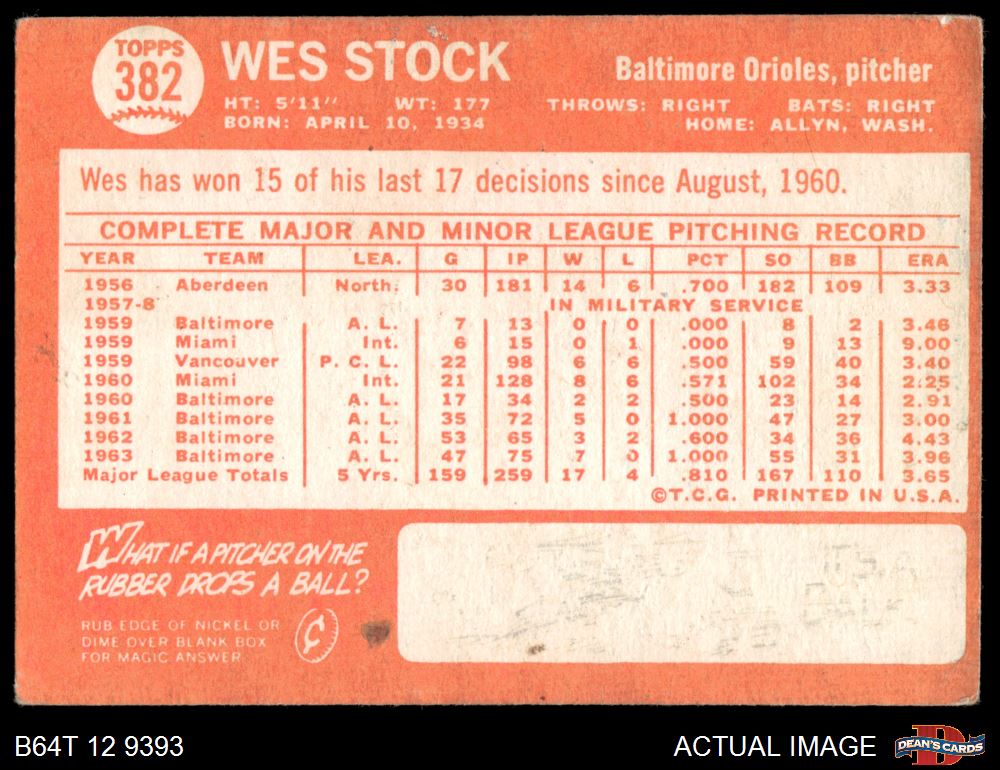 TOPPS
382
WES STOCK
Baltimore Orioles, pitcher
HT: 5'11" WT: 177 THROWS: RIGHT BATS: RIGHT
BORN: APRIL 10, 1934 HOME: ALLYN, WASH.
Wes has won 15 of his last 17 decisions since August, 1960.
COMPLETE MAJOR AND MINOR LEAGUE PITCHING RECORD
YEAR TEAM LEA. G IP W L PCT SO BB ERA
1956 Aberdeen North. 30 181 14 6 .700 182 109 3.33
1957-8 IN MILITARY SERVICE
1959 Baltimore A. L. 7 13 0 0 .000 8 2 3.46
1959 Miami Int. 6 15 0 1 .000 9 13 9.00
1959 Vancouver P. C. L. 22 98 6 6 .500 59 40 3.40
1960 Miami Int. 21 128 8 6 .571 102 34 2.25
1960 Baltimore A. L. 17 34 2 2 .500 23 14 2.91
1961 Baltimore A. L. 35 72 5 0 1.000 47 27 3.00
1962 Baltimore A. L. 53 65 3 2 .600 34 36 4.43
1963 Baltimore A. L. 47 75 7 0 1.000 55 31 3.96
Major League Totals 5 Yrs. 159 259 17 4 .810 167 110 3.65
©T.C.G. PRINTED IN U.S.A.
WHAT IF A PITCHER ON THE
RUBBER DROPS A BALL?
RUB EDGE OF NICKEL OR
DIME OVER BLANK BOX
FOR MAGIC ANSWER
B64T 12 9393
ACTUAL IMAGE
DEAN'S CARDS